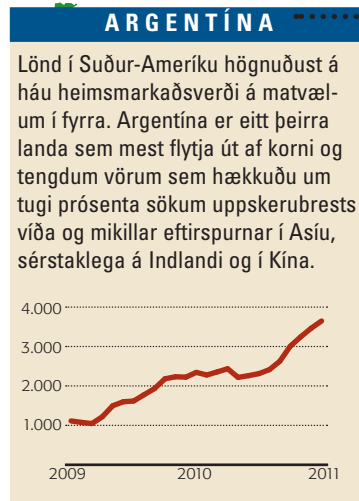 ARGENTÍNA
Lönd í Suður-Ameríku högnuðust á
háu heimsmarkaðsverði á matvæl-
um í fyrra. Argentína er eitt þeirra
landa sem mest flytja út af korni og
tengdum vörum sem hækkuðu um
tugi prósenta sökum uppskerubrests
víða og mikillar eftirspurnar í Asíu,
sérstaklega á Indlandi og í Kína.
4.000
3.000
2.000
1.000
2009 2010 2011